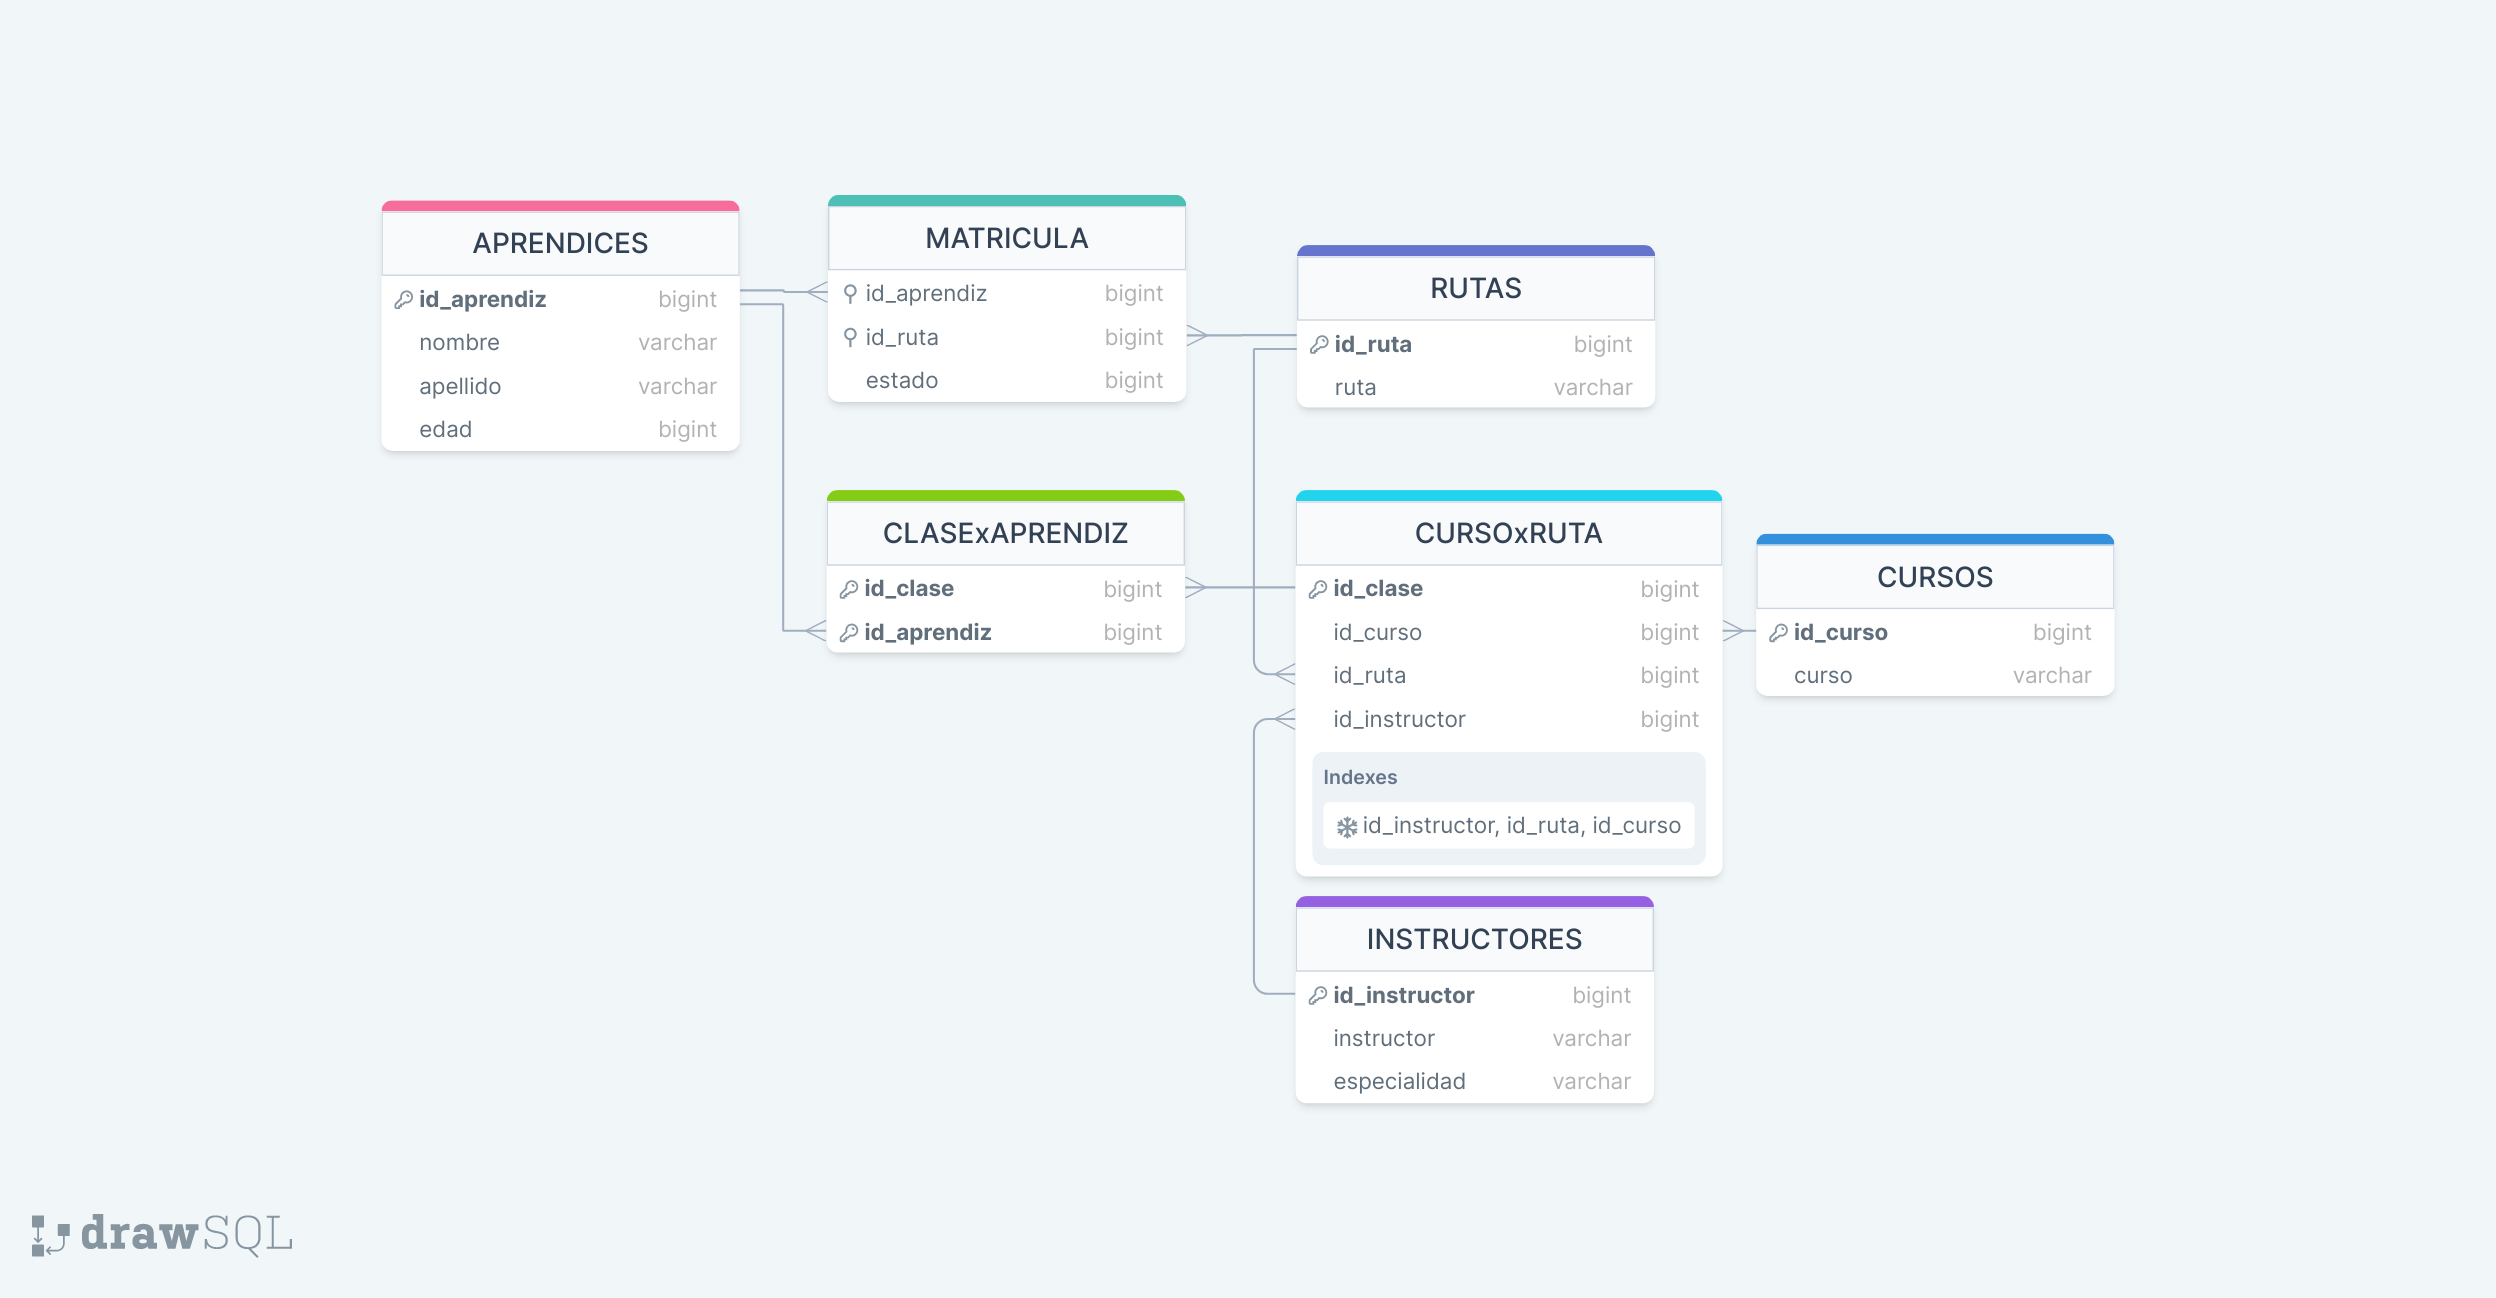 APRENDICES
id_aprendiz bigint
nombre varchar
apellido varchar
edad bigint
MATRICULA
id_aprendiz bigint
id_ruta bigint
estado bigint
RUTAS
id_ruta bigint
ruta varchar
CLASExAPRENDIZ
id_clase bigint
id_aprendiz bigint
CURSOxRUTA
id_clase bigint
id_curso bigint
id_ruta bigint
id_instructor bigint
Indexes
id_instructor, id_ruta, id_curso
CURSOS
id_curso bigint
curso varchar
INSTRUCTORES
id_instructor bigint
instructor varchar
especialidad varchar
drawSQL